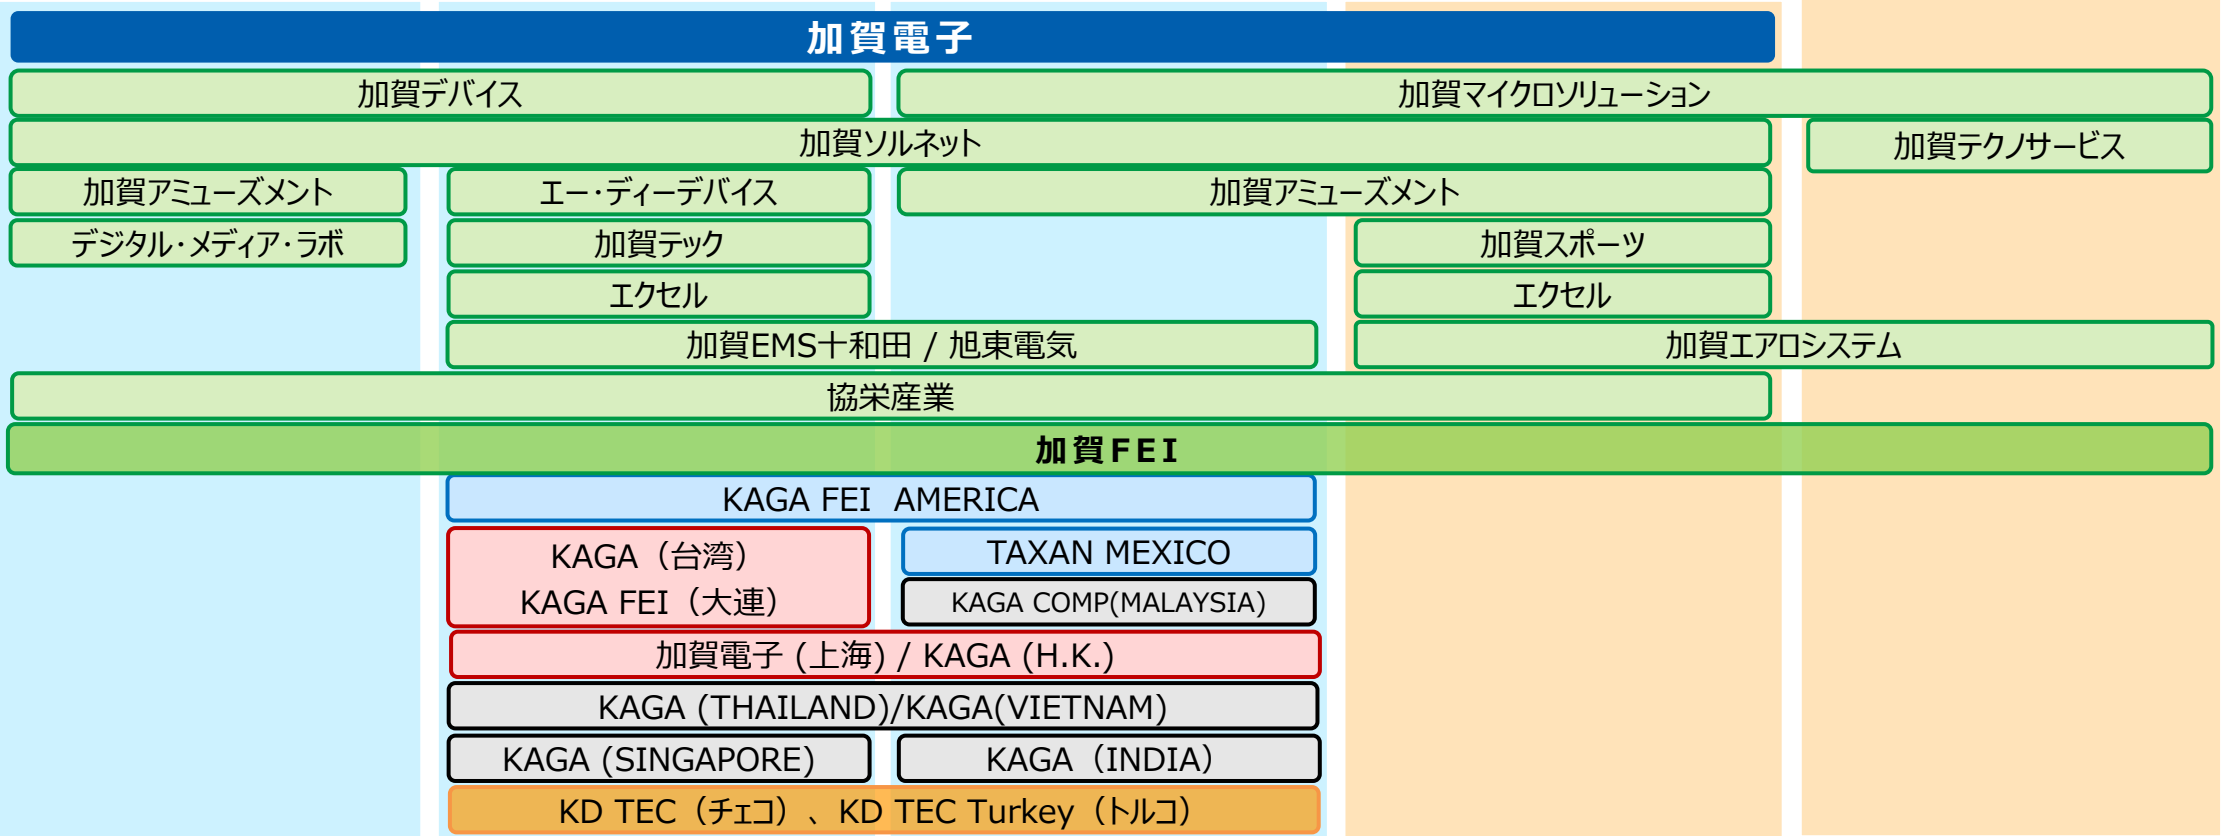 加賀電子
加賀デバイス
加賀マイクロソリューション
加賀ソルネット
加賀テクノサービス
加賀アミューズメント
エー・ディーデバイス
加賀アミューズメント
デジタル・メディア・ラボ
加賀テック
加賀スポーツ
エクセル
エクセル
加賀EMS十和田 / 旭東電気
加賀エアロシステム
協栄産業
加賀FEI
KAGA FEI AMERICA
KAGA（台湾）
KAGA FEI（大連）
TAXAN MEXICO
KAGA COMP(MALAYSIA)
加賀電子 (上海) / KAGA (H.K.)
KAGA (THAILAND)/KAGA(VIETNAM)
KAGA (SINGAPORE)
KAGA（INDIA）
KD TEC（チェコ）、KD TEC Turkey（トルコ）